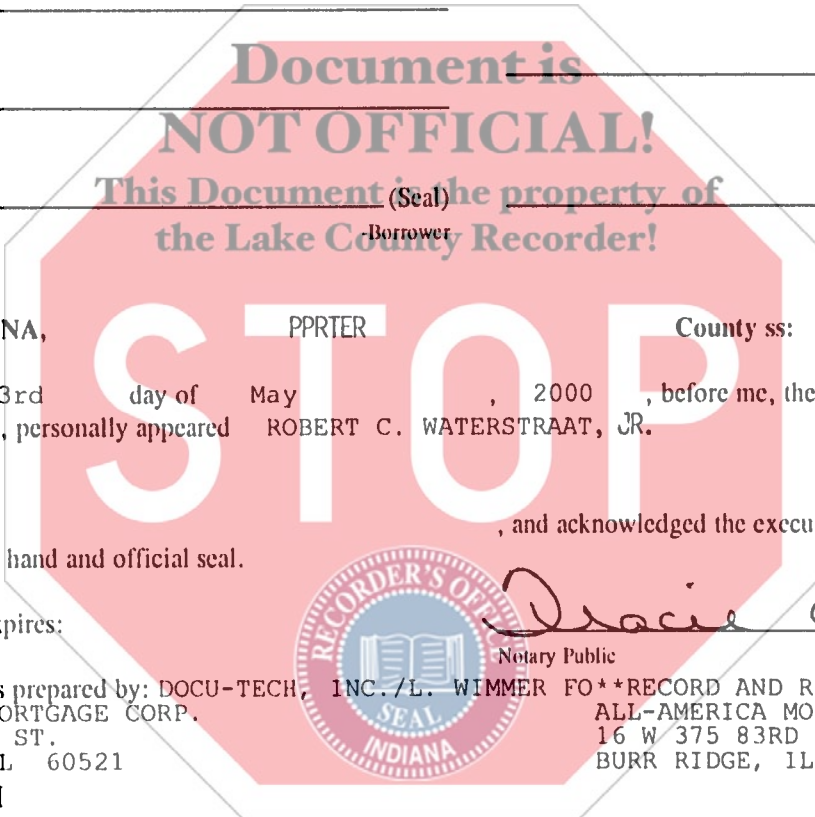 Document is
NOT OFFICIAL!
This Document is the property of
the Lake County Recorder!
(Seal)
-Borrower
STOP
NA, PPRTER County ss:
3rd day of May , 2000 , before me, the
, personally appeared ROBERT C. WATERSTRAAT, JR.
, and acknowledged the execu
hand and official seal.
RECORDER'S OFFICE
SEAL
INDIANA
Tracie
xpires:
Notary Public
s prepared by: DOCU-TECH, INC./L. WIMMER FO**RECORD AND R
ORTGAGE CORP. ALL-AMERICA MO
ST. 16 W 375 83RD
L 60521 BURR RIDGE, 1L